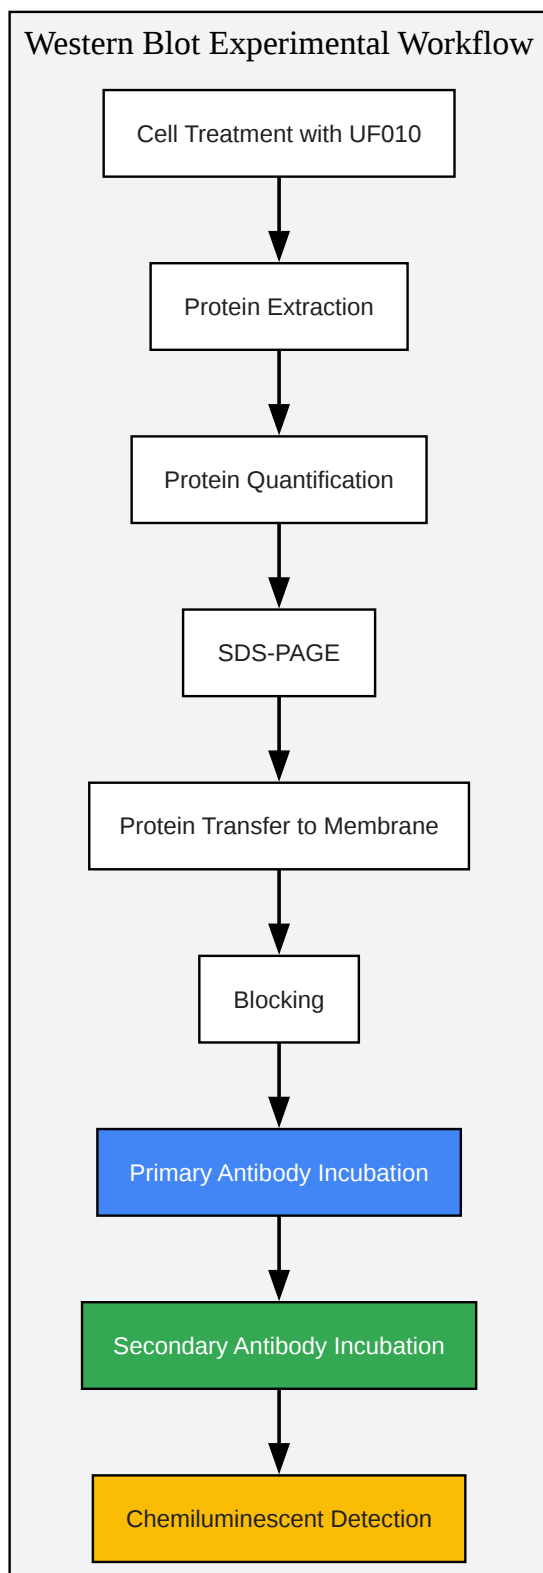 Western Blot Experimental Workflow
Cell Treatment with UF010
Protein Extraction
Protein Quantification
SDS-PAGE
Protein Transfer to Membrane
Blocking
Primary Antibody Incubation
Secondary Antibody Incubation
Chemiluminescent Detection